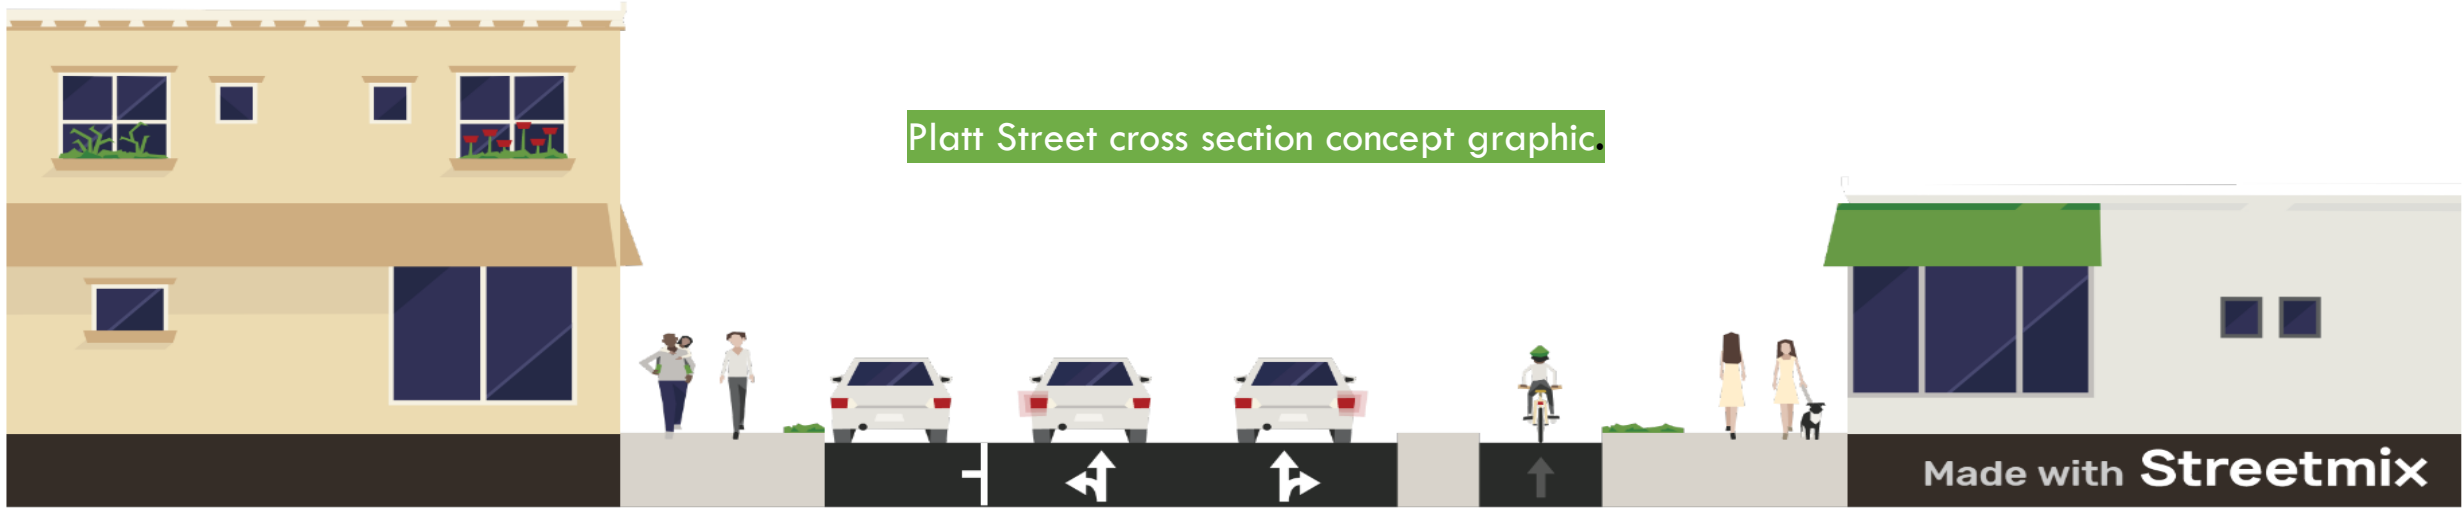 Platt Street cross section concept graphic.
Made with Streetmix